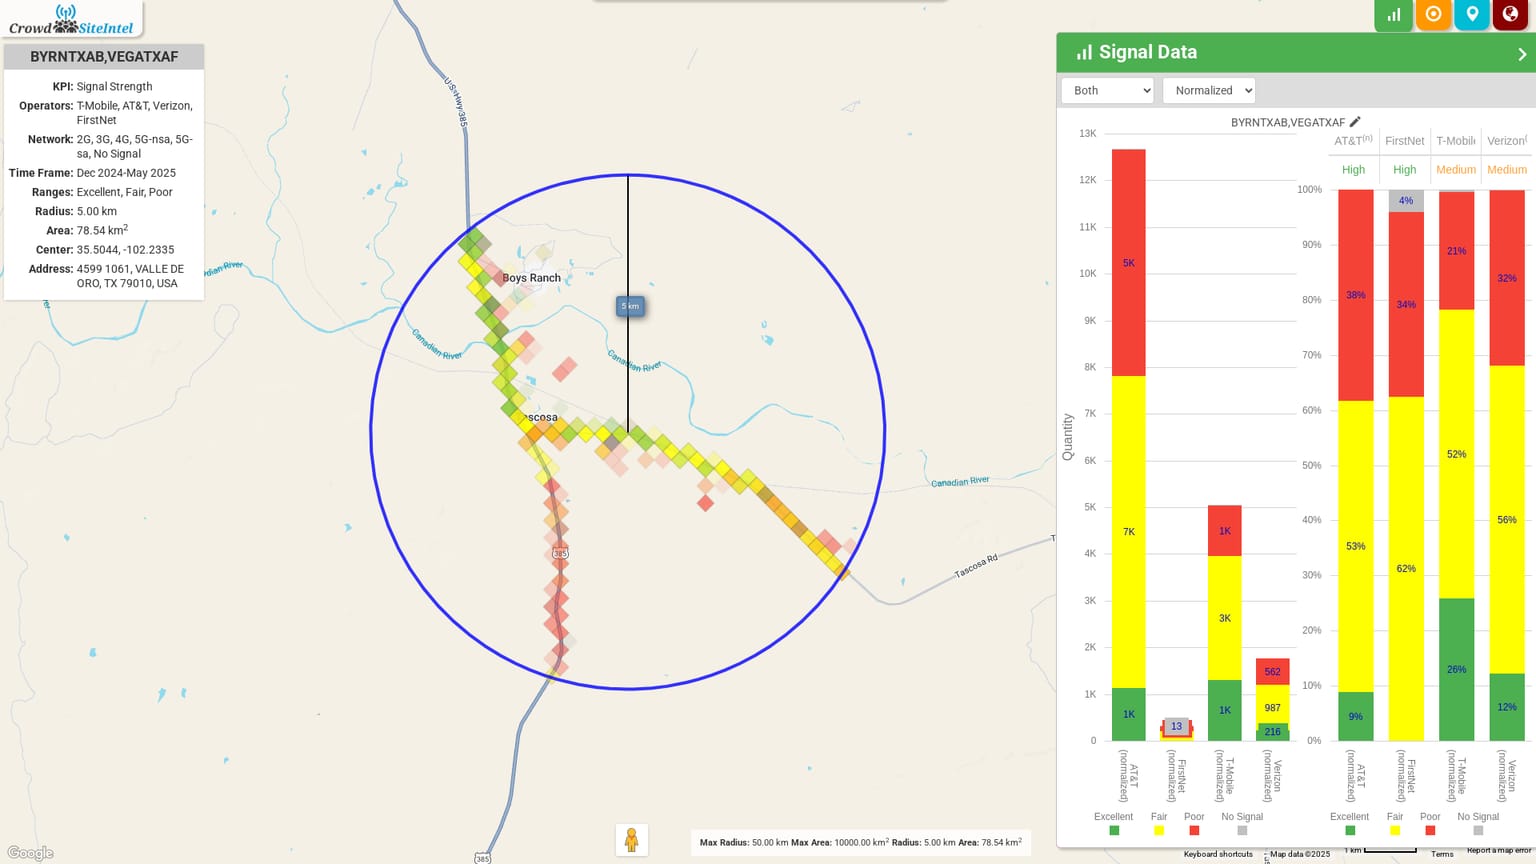 Crowd SiteIntel
BYRNTXAB,VEGATXAF
KPI: Signal Strength
Operators: T-Mobile, AT&T, Verizon,
FirstNet
Network: 2G, 3G, 4G, 5G-nsa, 5G-
sa, No Signal
Time Frame: Dec 2024-May 2025
Ranges: Excellent, Fair, Poor
Radius: 5.00 km
Area: 78.54 km²
Center: 35.5044, -102.2335
Address: 4599 1061, VALLE DE
ORO, TX 79010, USA
U.S. Hwy 385
Boys Ranch
5 km
dian River
Canadian River
Canadian River
ascosa
Canadian River
385
Tascosa Rd
T
385
Google
Max Radius: 50.00 km Max Area: 10000.00 km² Radius: 5.00 km Area: 78.54 km²
Signal Data
Both
Normalized
BYRNTXAB,VEGATXAF
Quantity
13K
12K
11K
10K
9K
8K
7K
6K
5K
4K
3K
2K
1K
0
5K
7K
1K
13
1K
3K
1K
562
987
216
AT&T (normalized)
FirstNet (normalized)
T-Mobile (normalized)
Verizon (normalized)
Excellent Fair Poor No Signal
AT&T(n) FirstNet T-Mobil Verizon(
High High Medium Medium
100%
90%
80%
70%
60%
50%
40%
30%
20%
10%
0%
38%
53%
9%
4%
34%
62%
21%
52%
26%
32%
56%
12%
AT&T (normalized)
FirstNet (normalized)
T-Mobile (normalized)
Verizon (normalized)
Excellent Fair Poor No Signal
Keyboard shortcuts Map data ©2025 1 km Terms Report a map error